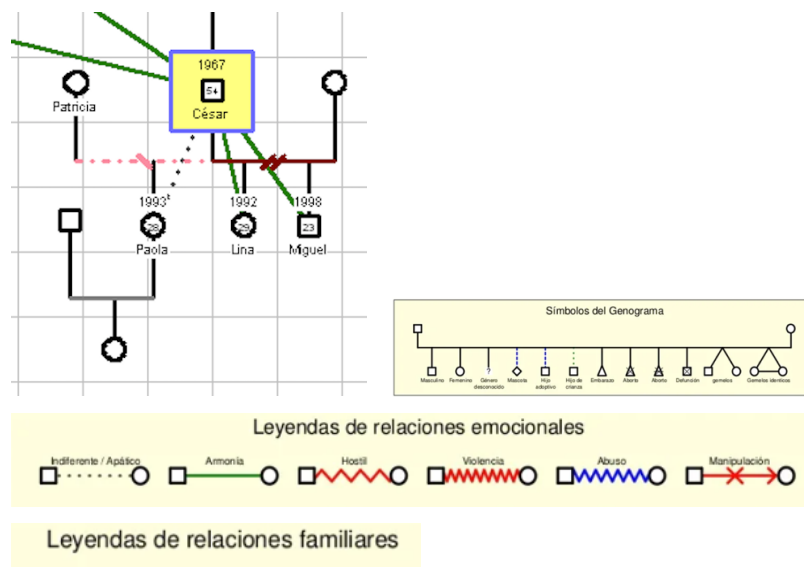 1967
54
César
Patricia
1993 1992 1998
28 29 23
Paola Lina Miguel
Símbolos del Genograma
Masculino Femenino Género desconocido Mascota Hijo adoptivo Hijo de crianza Embarazo Aborto Aborto Defunción gemelos Gemelos idénticos
Leyendas de relaciones emocionales
Indiferente / Apático Armonía Hostil Violencia Abuso Manipulación
Leyendas de relaciones familiares